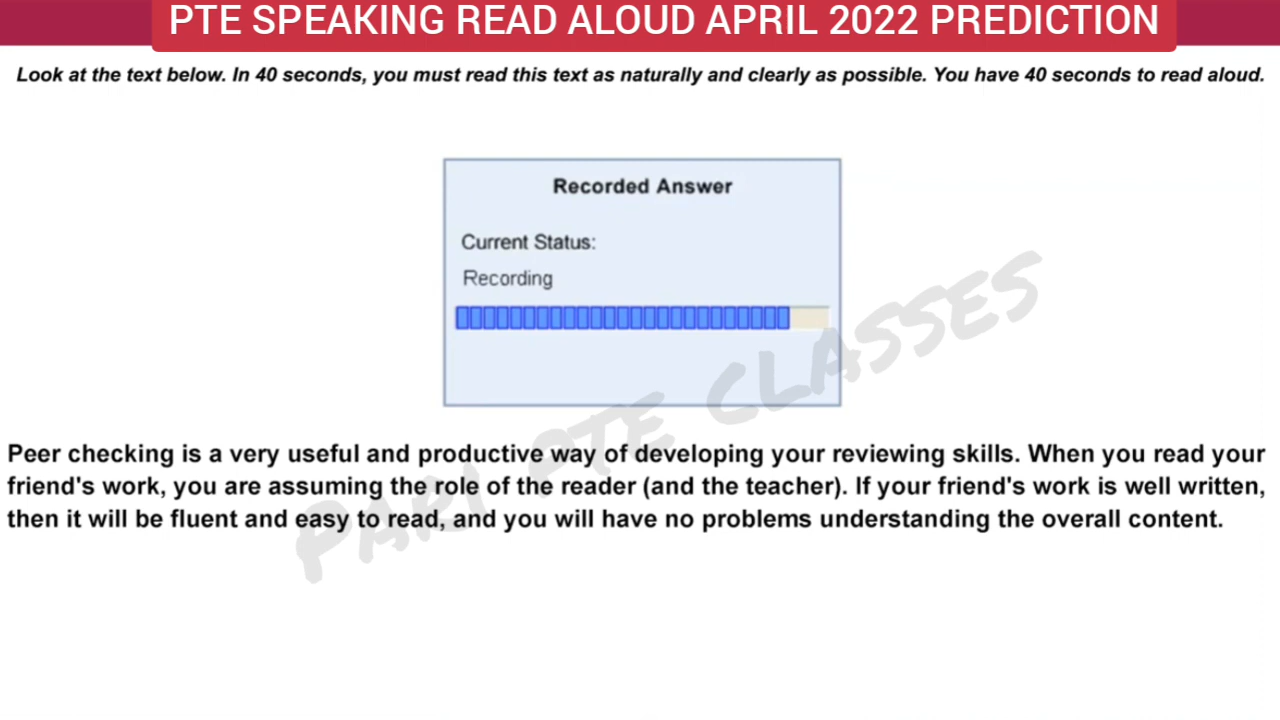 PTE SPEAKING READ ALOUD APRIL 2022 PREDICTION
Look at the text below. In 40 seconds, you must read this text as naturally and clearly as possible. You have 40 seconds to read aloud.
Recorded Answer
Current Status:
Recording
PARI PTE CLASSES
Peer checking is a very useful and productive way of developing your reviewing skills. When you read your
friend's work, you are assuming the role of the reader (and the teacher). If your friend's work is well written,
then it will be fluent and easy to read, and you will have no problems understanding the overall content.